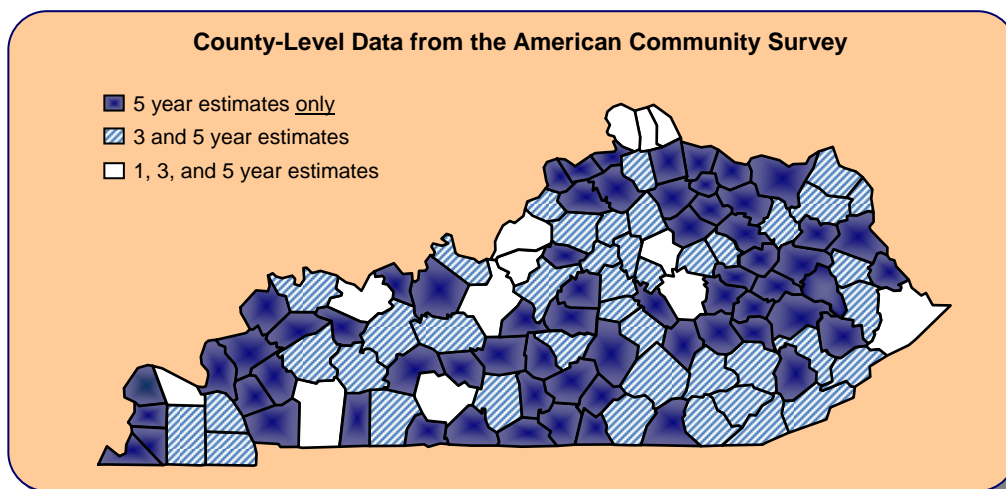 County-Level Data from the American Community Survey
5 year estimates only
3 and 5 year estimates
1, 3, and 5 year estimates